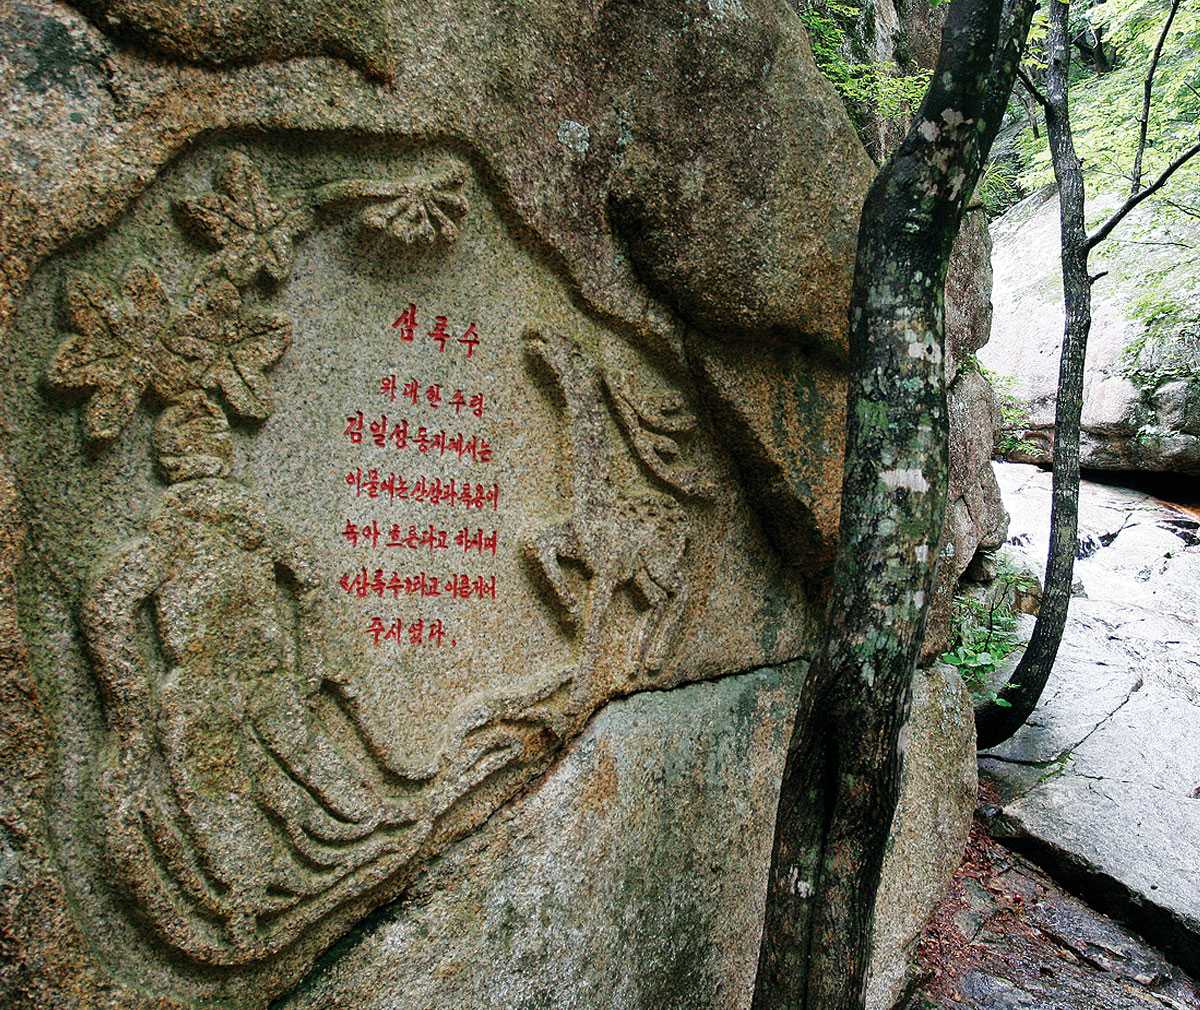 삼록수
위대한 수령
김일성동지께서는
이물에는 산삼과 록용이
녹아 흐른다고 하시며
《삼록수》라고 이름지어
주시였다.